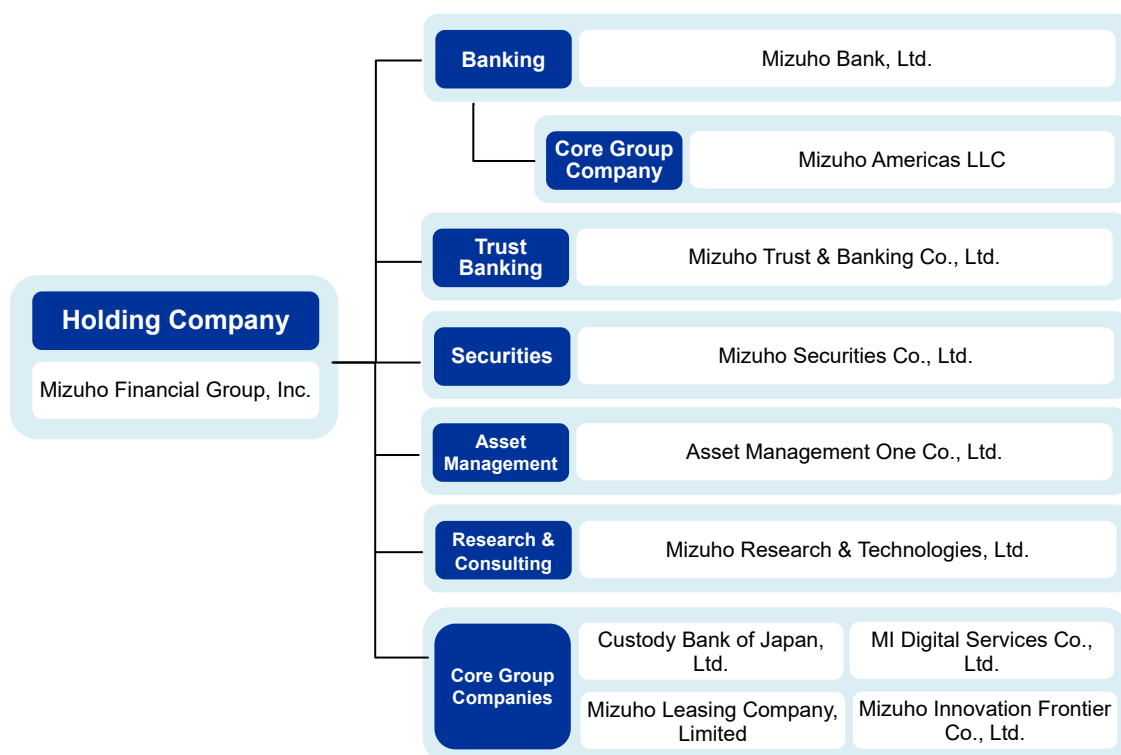 Banking
Mizuho Bank, Ltd.
Core Group
Company
Mizuho Americas LLC
Trust
Banking
Mizuho Trust & Banking Co., Ltd.
Holding Company
Mizuho Financial Group, Inc.
Securities
Mizuho Securities Co., Ltd.
Asset
Management
Asset Management One Co., Ltd.
Research &
Consulting
Mizuho Research & Technologies, Ltd.
Core Group
Companies
Custody Bank of Japan,
Ltd.
MI Digital Services Co.,
Ltd.
Mizuho Leasing Company,
Limited
Mizuho Innovation Frontier
Co., Ltd.